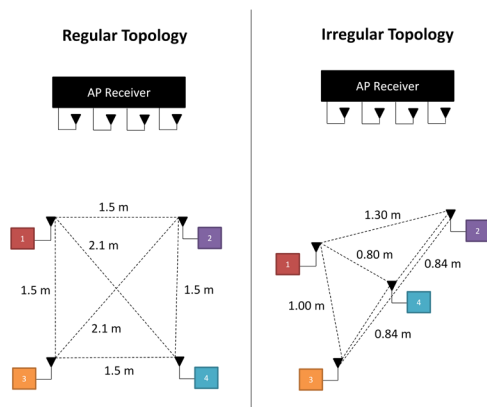 Regular Topology
AP Receiver
1.5 m
1
2
2.1 m
1.5 m
1.5 m
2.1 m
3
1.5 m
4
Irregular Topology
AP Receiver
1.30 m
2
0.80 m
1
0.84 m
4
1.00 m
0.84 m
3